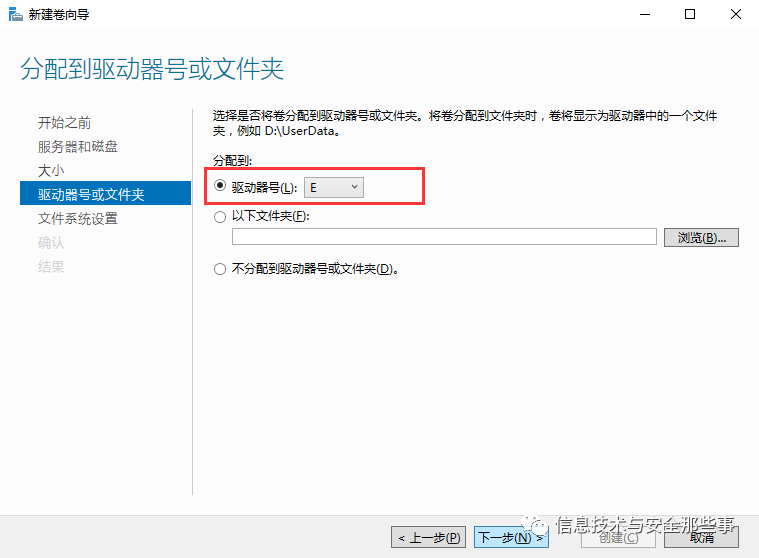 新建卷向导
分配到驱动器号或文件夹
开始之前
服务器和磁盘
大小
驱动器号或文件夹
文件系统设置
确认
结果
选择是否将卷分配到驱动器号或文件夹。将卷分配到文件夹时，卷将显示为驱动器中的一个文件
夹，例如 D:\UserData。
分配到:
驱动器号(L): E
以下文件夹(F):
浏览(B)...
不分配到驱动器号或文件夹(D)。
< 上一步(P) 下一步(N) > 创建(C) 取消
信息技术与安全那些事